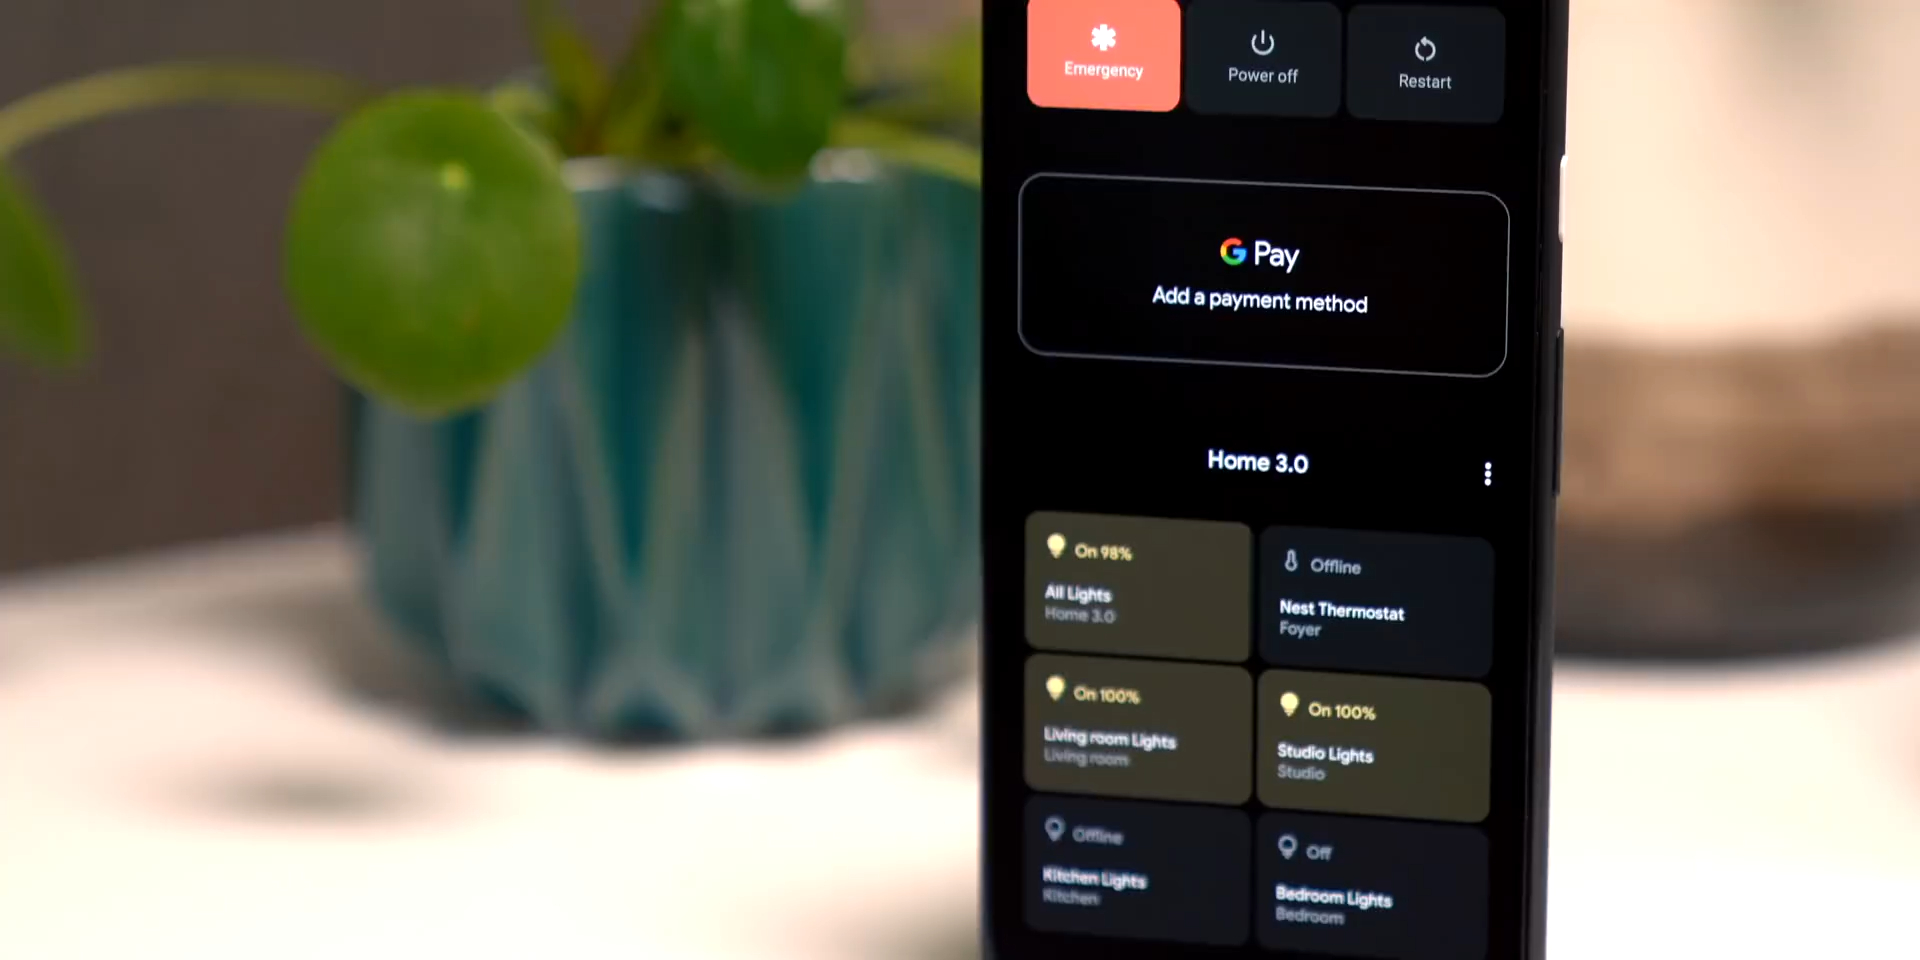 Emergency
Power off
Restart
G Pay
Add a payment method
Home 3.0
On 98%
All Lights
Home 3.0
Offline
Nest Thermostat
Foyer
On 100%
Living room Lights
Living room
On 100%
Studio Lights
Studio
Offline
Kitchen Lights
Kitchen
Off
Bedroom Lights
Bedroom